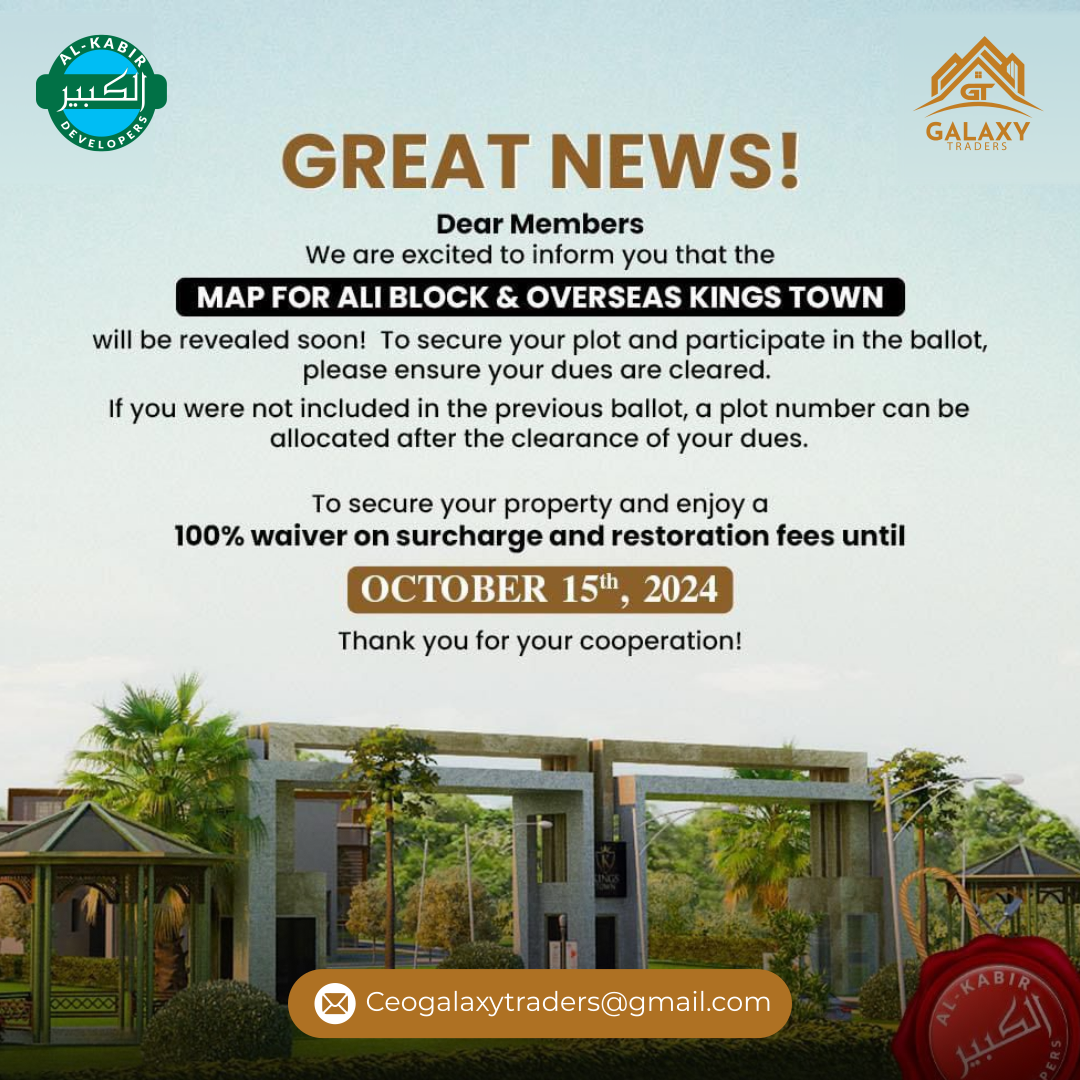 AL-KABIR
الكبير
DEVELOPERS
GT
GALAXY
TRADERS
GREAT NEWS!
Dear Members
We are excited to inform you that the
MAP FOR ALI BLOCK & OVERSEAS KINGS TOWN
will be revealed soon! To secure your plot and participate in the ballot,
please ensure your dues are cleared.
If you were not included in the previous ballot, a plot number can be
allocated after the clearance of your dues.
To secure your property and enjoy a
100% waiver on surcharge and restoration fees until
OCTOBER 15th, 2024
Thank you for your cooperation!
K
KINGS
TOWN
Ceogalaxytraders@gmail.com
AL-KABIR
الكبير
PERS